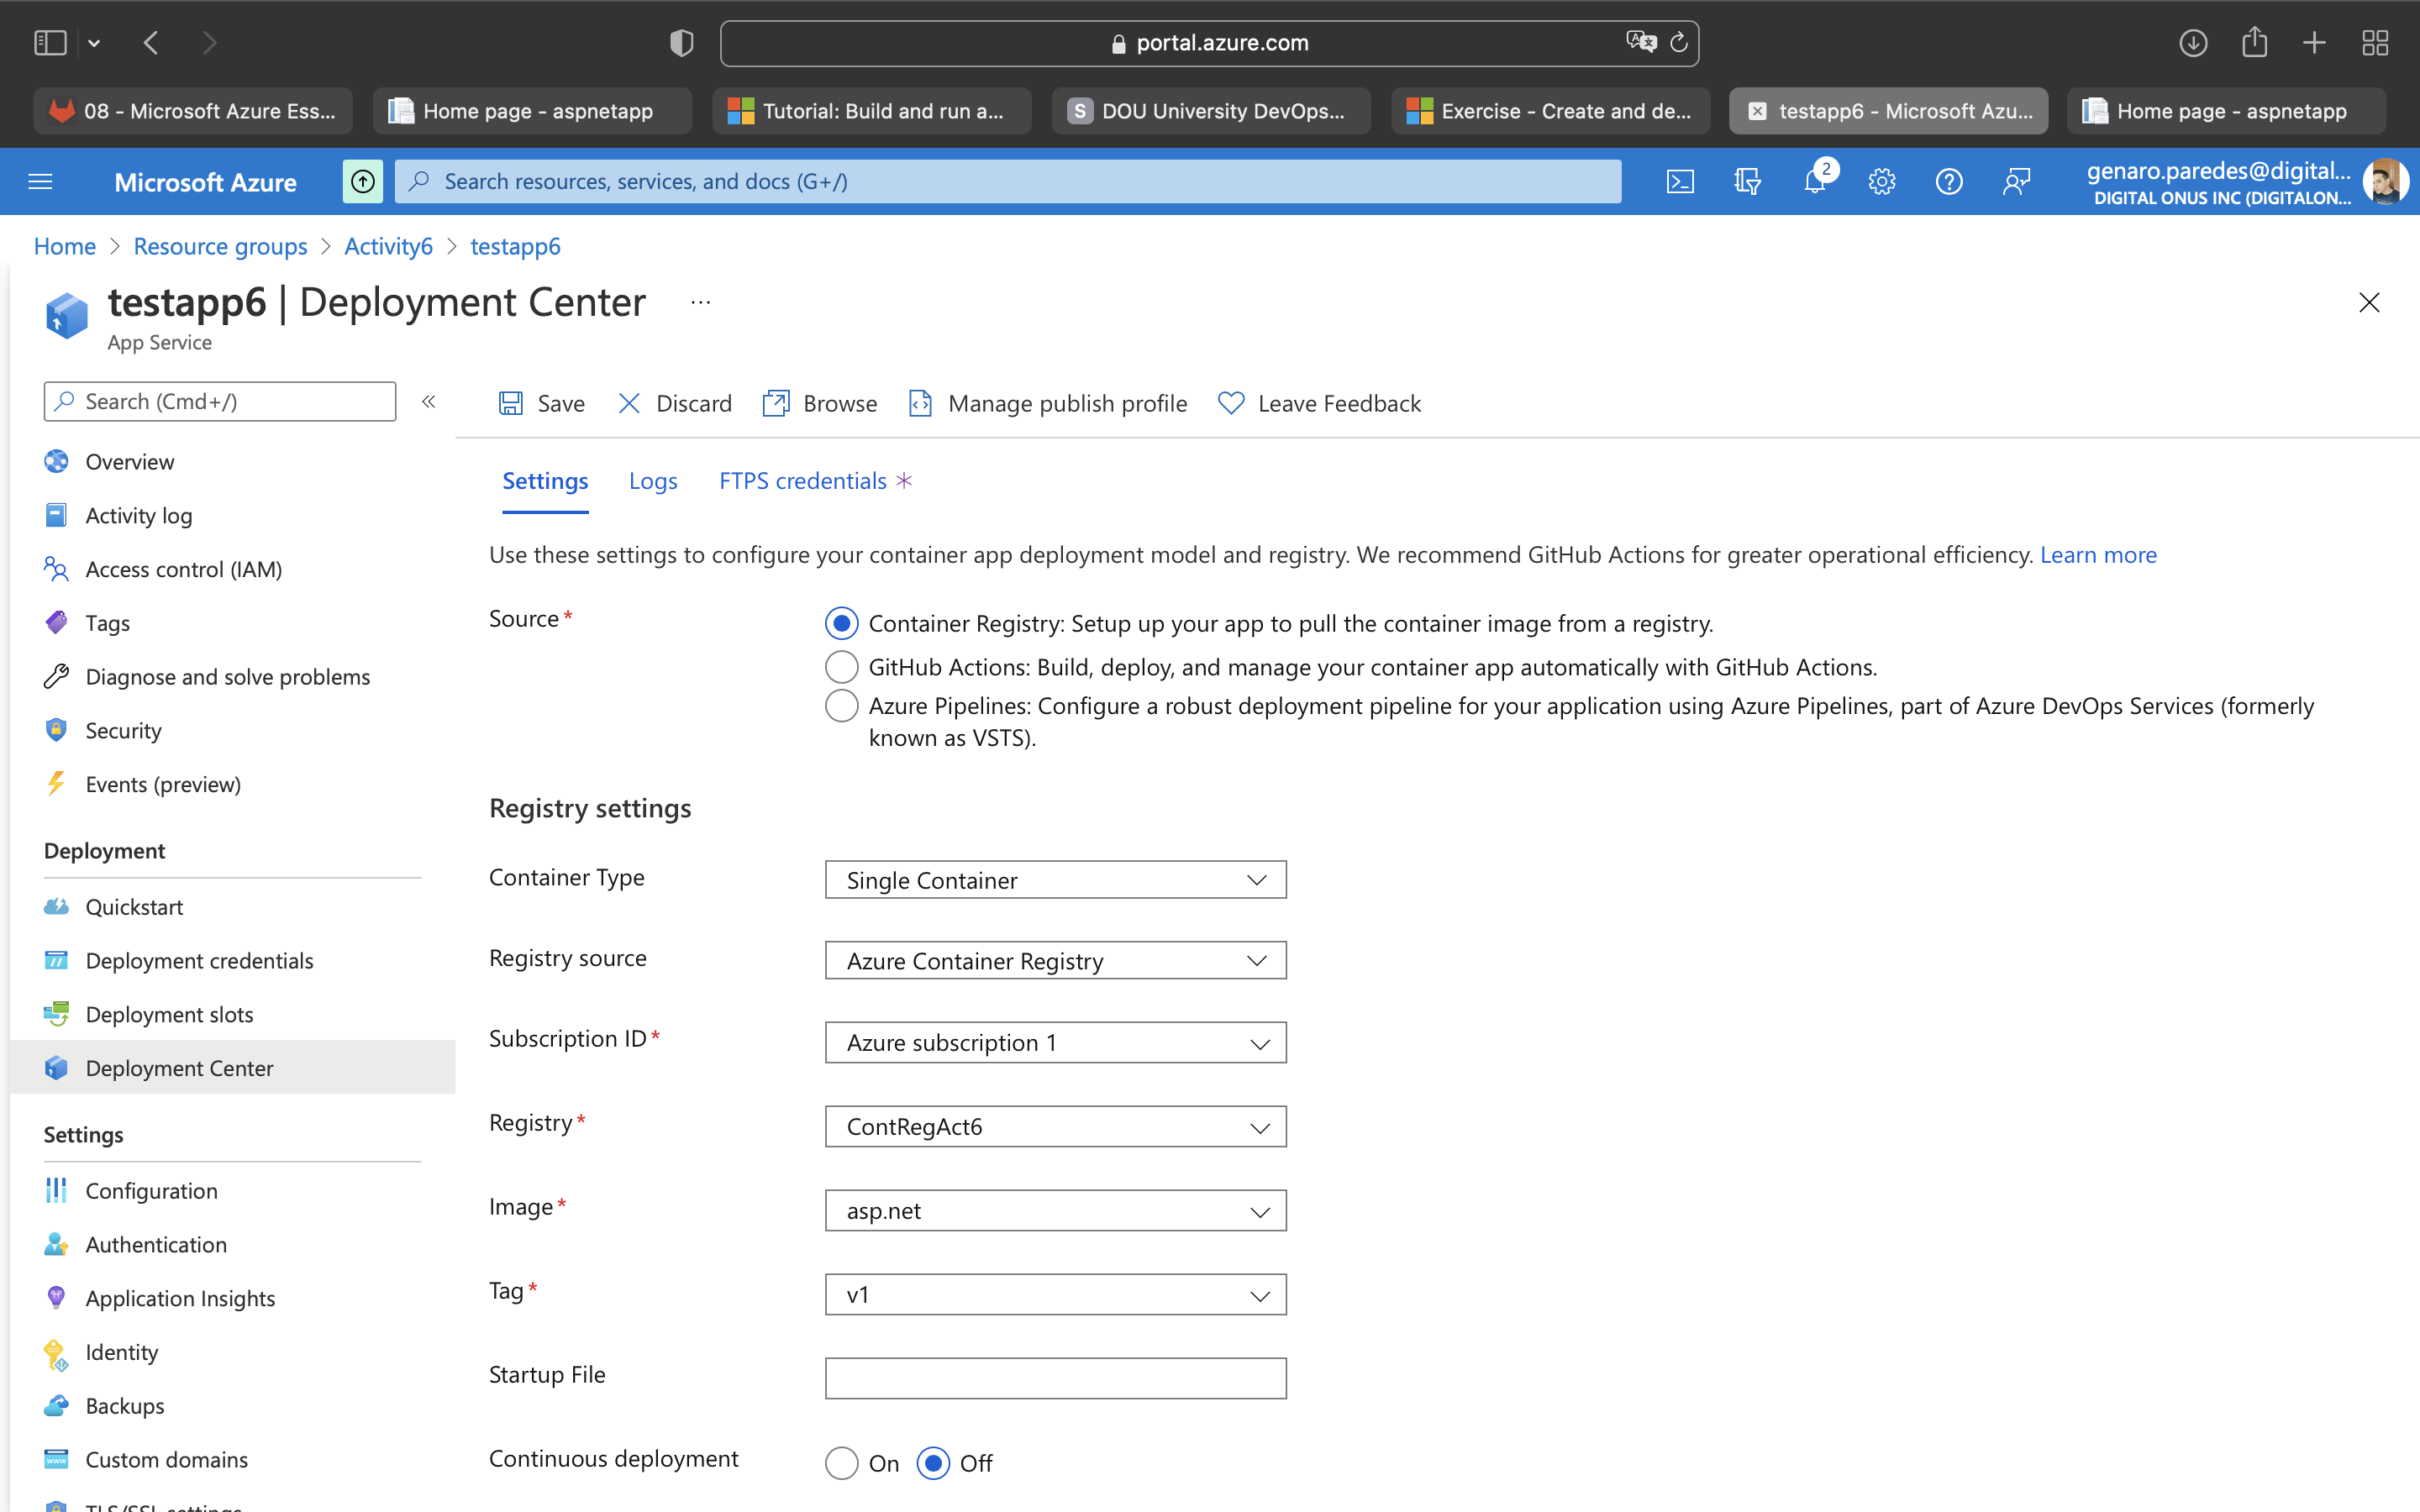 portal.azure.com
08 - Microsoft Azure Ess...
Home page - aspnetapp
Tutorial: Build and run a...
S DOU University DevOps...
Exercise - Create and de...
testapp6 - Microsoft Azu...
Home page - aspnetapp
Microsoft Azure
Search resources, services, and docs (G+/)
2
genaro.paredes@digital...
DIGITAL ONUS INC (DIGITALON...
Home > Resource groups > Activity6 > testapp6
testapp6 | Deployment Center ...
App Service
Search (Cmd+/)
«
Overview
Activity log
Access control (IAM)
Tags
Diagnose and solve problems
Security
Events (preview)
Deployment
Quickstart
Deployment credentials
Deployment slots
Deployment Center
Settings
Configuration
Authentication
Application Insights
Identity
Backups
Custom domains
TLS/SSL settings
Save
Discard
Browse
Manage publish profile
Leave Feedback
Settings
Logs
FTPS credentials *
Use these settings to configure your container app deployment model and registry. We recommend GitHub Actions for greater operational efficiency. Learn more
Source *
Container Registry: Setup up your app to pull the container image from a registry.
GitHub Actions: Build, deploy, and manage your container app automatically with GitHub Actions.
Azure Pipelines: Configure a robust deployment pipeline for your application using Azure Pipelines, part of Azure DevOps Services (formerly
known as VSTS).
Registry settings
Container Type
Single Container
Registry source
Azure Container Registry
Subscription ID *
Azure subscription 1
Registry *
ContRegAct6
Image *
asp.net
Tag *
v1
Startup File
Continuous deployment
On
Off